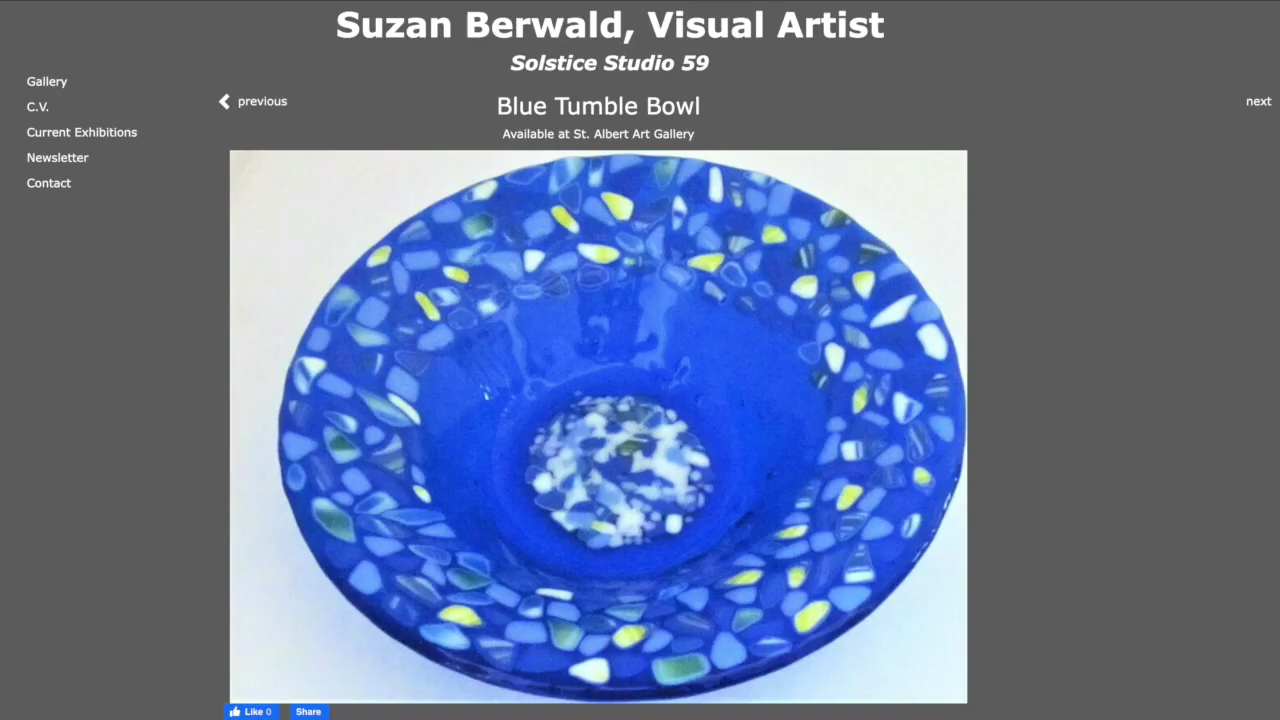 Suzan Berwald, Visual Artist
Solstice Studio 59
Gallery
C.V.
Current Exhibitions
Newsletter
Contact
previous
next
Blue Tumble Bowl
Available at St. Albert Art Gallery
Like 0
Share